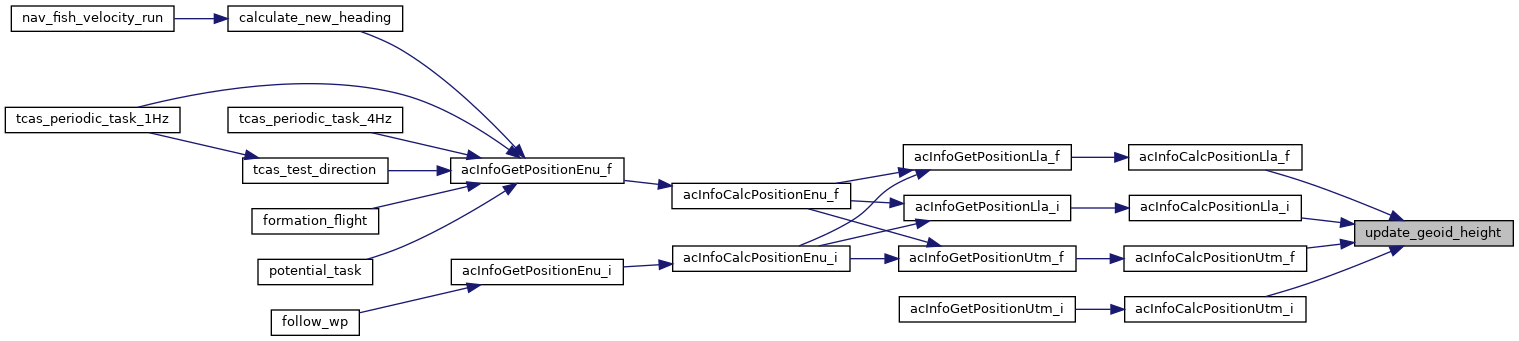 nav_fish_velocity_run
calculate_new_heading
tcas_periodic_task_1Hz
tcas_periodic_task_4Hz
tcas_test_direction
acInfoGetPositionEnu_f
formation_flight
potential_task
acInfoGetPositionEnu_i
follow_wp
acInfoCalcPositionEnu_f
acInfoCalcPositionEnu_i
acInfoGetPositionLla_f
acInfoCalcPositionLla_f
acInfoGetPositionLla_i
acInfoCalcPositionLla_i
update_geoid_height
acInfoGetPositionUtm_f
acInfoCalcPositionUtm_f
acInfoGetPositionUtm_i
acInfoCalcPositionUtm_i